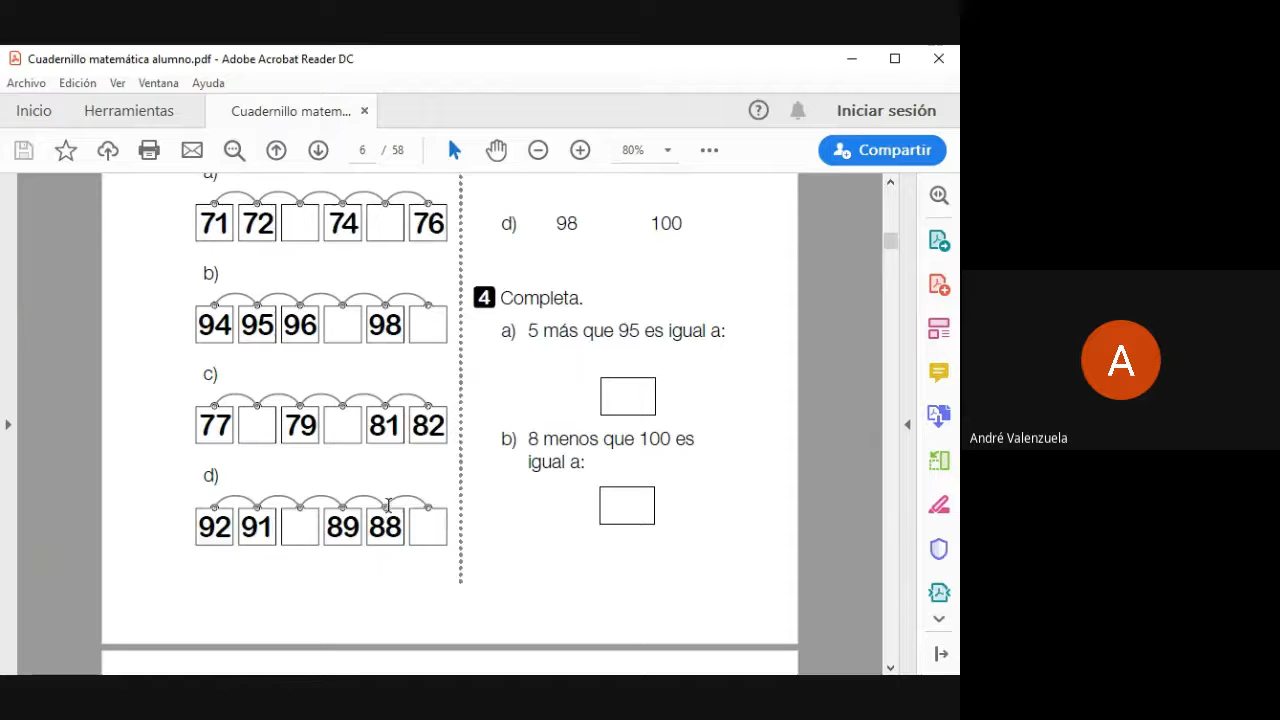 Cuadernillo matemática alumno.pdf - Adobe Acrobat Reader DC
Archivo Edición Ver Ventana Ayuda
Inicio Herramientas Cuadernillo matem... Iniciar sesión
6 / 58 80% Compartir
a)
71 72 74 76
b)
94 95 96 98
c)
77 79 81 82
d)
92 91 89 88
d) 98 100
4 Completa.
a) 5 más que 95 es igual a:
b) 8 menos que 100 es
igual a:
A
André Valenzuela